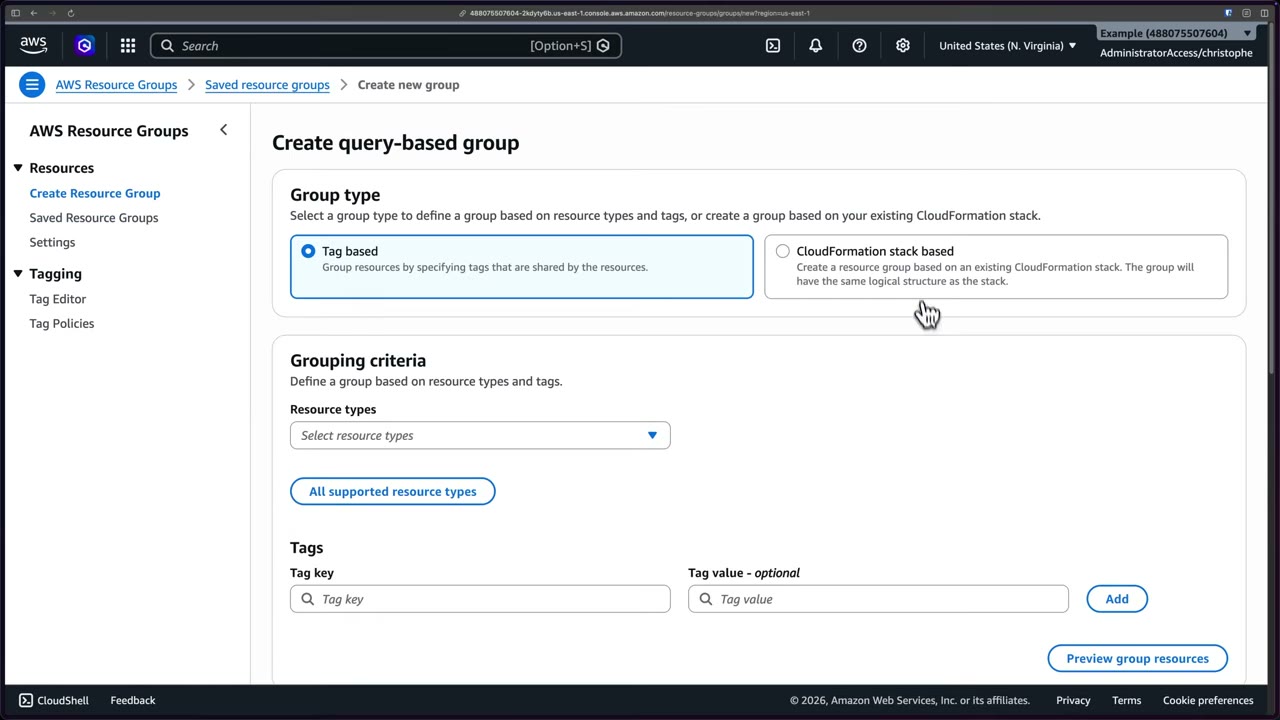 488075507604-2kdyty6b.us-east-1.console.aws.amazon.com/resource-groups/groups/new?region=us-east-1
aws
Search
[Option+S]
United States (N. Virginia)
Example (488075507604)
AdministratorAccess/christophe
AWS Resource Groups
Saved resource groups
Create new group
AWS Resource Groups
Resources
Create Resource Group
Saved Resource Groups
Settings
Tagging
Tag Editor
Tag Policies
Create query-based group
Group type
Select a group type to define a group based on resource types and tags, or create a group based on your existing CloudFormation stack.
Tag based
Group resources by specifying tags that are shared by the resources.
CloudFormation stack based
Create a resource group based on an existing CloudFormation stack. The group will
have the same logical structure as the stack.
Grouping criteria
Define a group based on resource types and tags.
Resource types
Select resource types
All supported resource types
Tags
Tag key
Tag value - optional
Tag key
Tag value
Add
Preview group resources
CloudShell
Feedback
© 2026, Amazon Web Services, Inc. or its affiliates.
Privacy
Terms
Cookie preferences